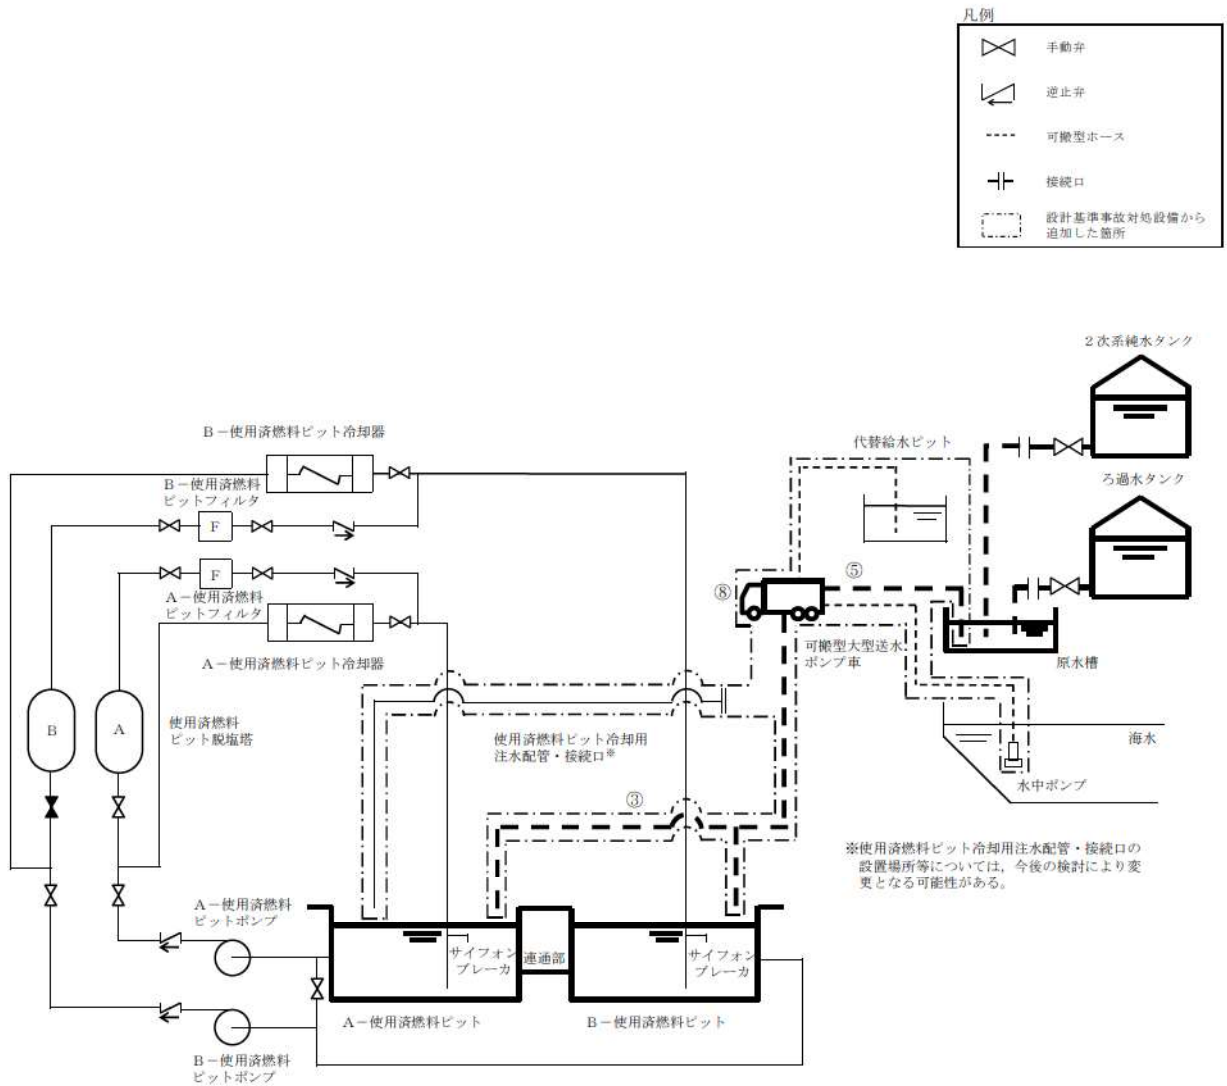 凡例
手動弁
逆止弁
可搬型ホース
接続口
設計基準事故対処設備から
追加した箇所
2次系純水タンク
B－使用済燃料ピット冷却器
代替給水ピット
ろ過水タンク
B－使用済燃料
ピットフィルタ
F
F
A－使用済燃料
ピットフィルタ
⑤
⑧
可搬型大型送水
ポンプ車
原水槽
A－使用済燃料ピット冷却器
B
A
使用済燃料
ピット脱塩塔
使用済燃料ピット冷却用
注水配管・接続口※
海水
水中ポンプ
③
※使用済燃料ピット冷却用注水配管・接続口の
設置場所等については，今後の検討により変
更となる可能性がある。
A－使用済燃料
ピットポンプ
サイフォン
ブレーカ
連通部
サイフォン
ブレーカ
A－使用済燃料ピット
B－使用済燃料ピット
B－使用済燃料
ピットポンプ